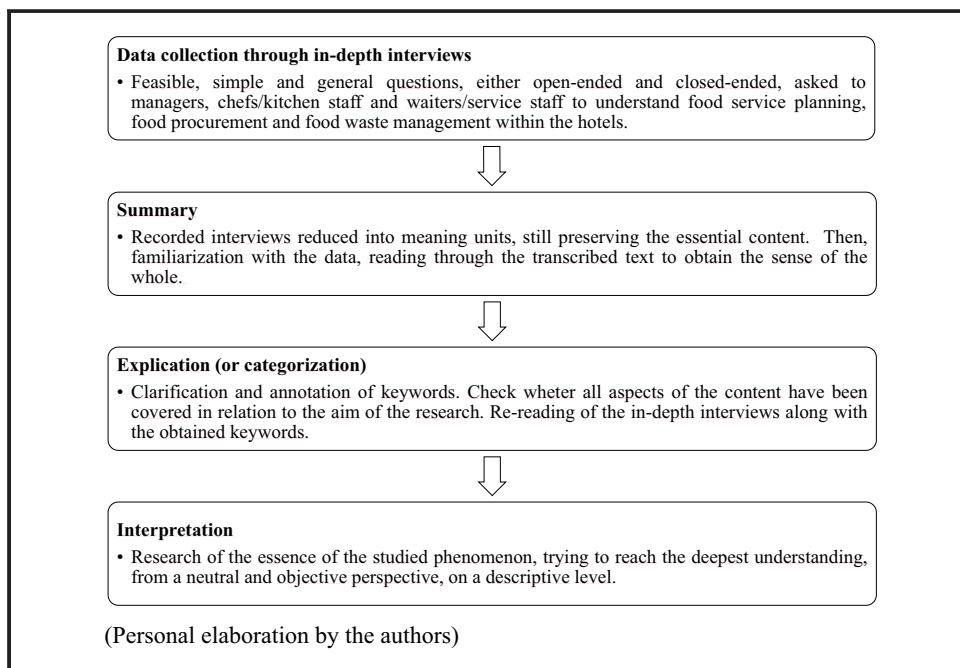 Data collection through in-depth interviews
• Feasible, simple and general questions, either open-ended and closed-ended, asked to
managers, chefs/kitchen staff and waiters/service staff to understand food service planning,
food procurement and food waste management within the hotels.
Summary
• Recorded interviews reduced into meaning units, still preserving the essential content. Then,
familiarization with the data, reading through the transcribed text to obtain the sense of the
whole.
Explication (or categorization)
• Clarification and annotation of keywords. Check wheter all aspects of the content have been
covered in relation to the aim of the research. Re-reading of the in-depth interviews along with
the obtained keywords.
Interpretation
• Research of the essence of the studied phenomenon, trying to reach the deepest understanding,
from a neutral and objective perspective, on a descriptive level.
(Personal elaboration by the authors)